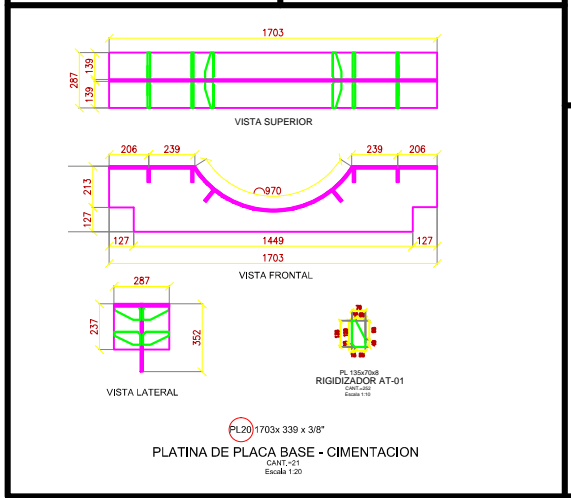 1703
287
139
139
VISTA SUPERIOR
206 239 239 206
213
127
970
127 1449 127
1703
VISTA FRONTAL
287
237
352
VISTA LATERAL
70
PL 135x70x8
RIGIDIZADOR AT-01
CANT.=252
Escala 1:10
PL20 1703x 339 x 3/8"
PLATINA DE PLACA BASE - CIMENTACION
CANT.=21
Escala 1:20